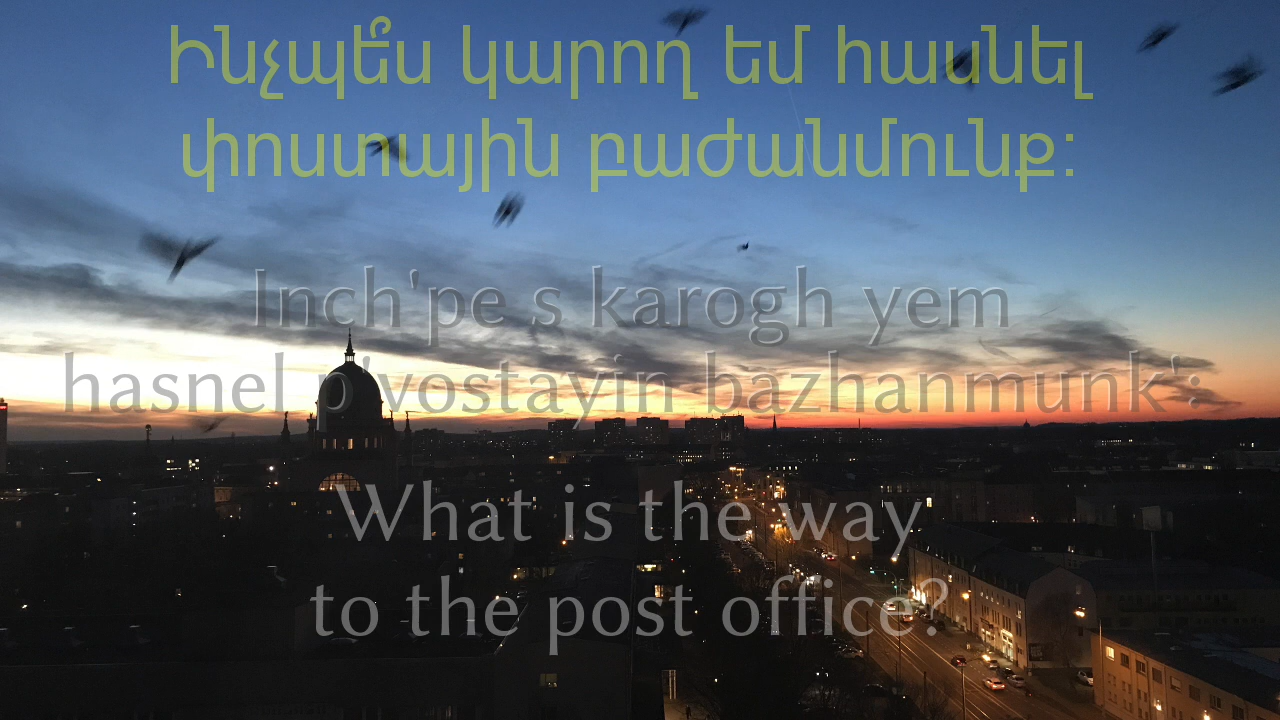 Ինչպե՞ս կարող եմ հասնել
փոստային բաժանմունք:
Inch'pe s karogh yem
hasnel p'vostayin bazhanmunk':
What is the way
to the post office?